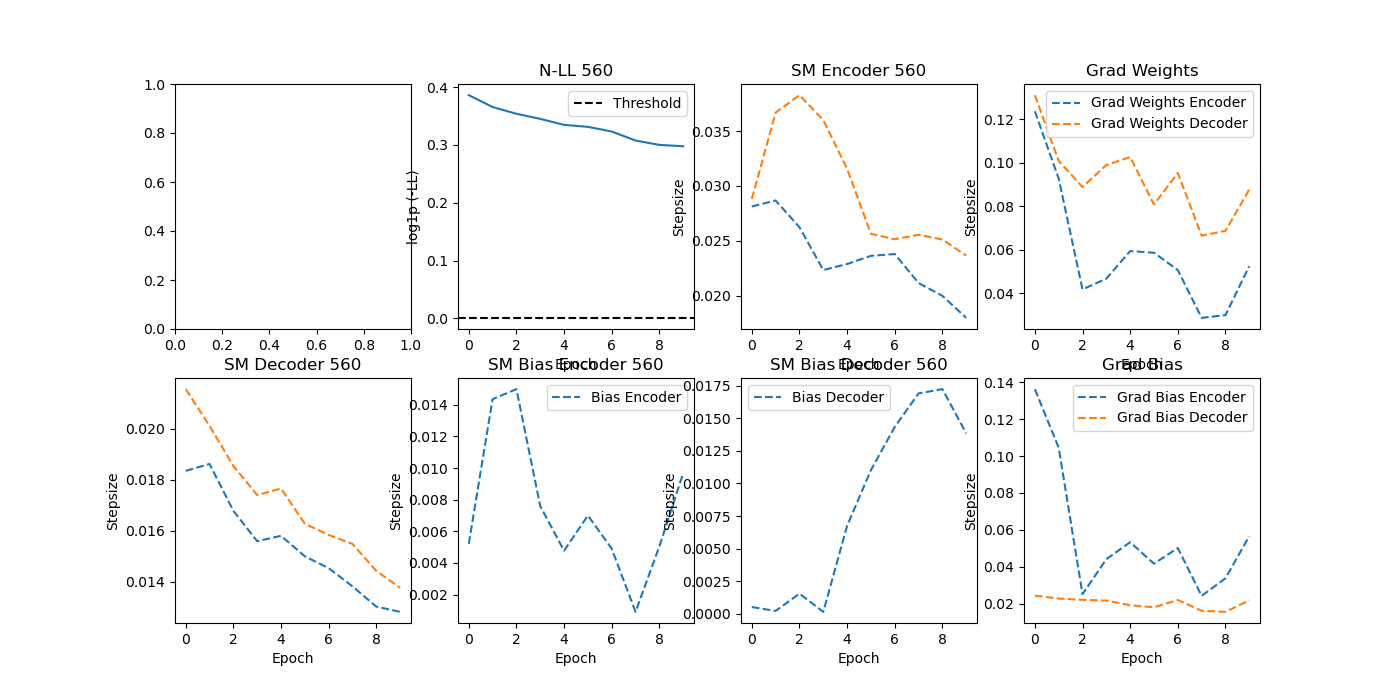 N-LL 560
SM Encoder 560
Grad Weights
1.0
0.8
0.6
0.4
0.2
0.0
0.0 0.2 0.4 0.6 0.8 1.0
log1p (-LL)
0.4
0.3
0.2
0.1
0.0
Threshold
0 2 4 6 8
Epoch
Stepsize
0.035
0.030
0.025
0.020
0 2 4 6 8
Epoch
Stepsize
0.12
0.10
0.08
0.06
0.04
Grad Weights Encoder
Grad Weights Decoder
0 2 4 6 8
Epoch
SM Decoder 560
SM Bias Encoder 560
SM Bias Decoder 560
Grad Bias
Stepsize
0.020
0.018
0.016
0.014
0 2 4 6 8
Epoch
Stepsize
0.014
0.012
0.010
0.008
0.006
0.004
0.002
Bias Encoder
0 2 4 6 8
Epoch
Stepsize
0.0175
0.0150
0.0125
0.0100
0.0075
0.0050
0.0025
0.0000
Bias Decoder
0 2 4 6 8
Epoch
Stepsize
0.14
0.12
0.10
0.08
0.06
0.04
0.02
Grad Bias Encoder
Grad Bias Decoder
0 2 4 6 8
Epoch